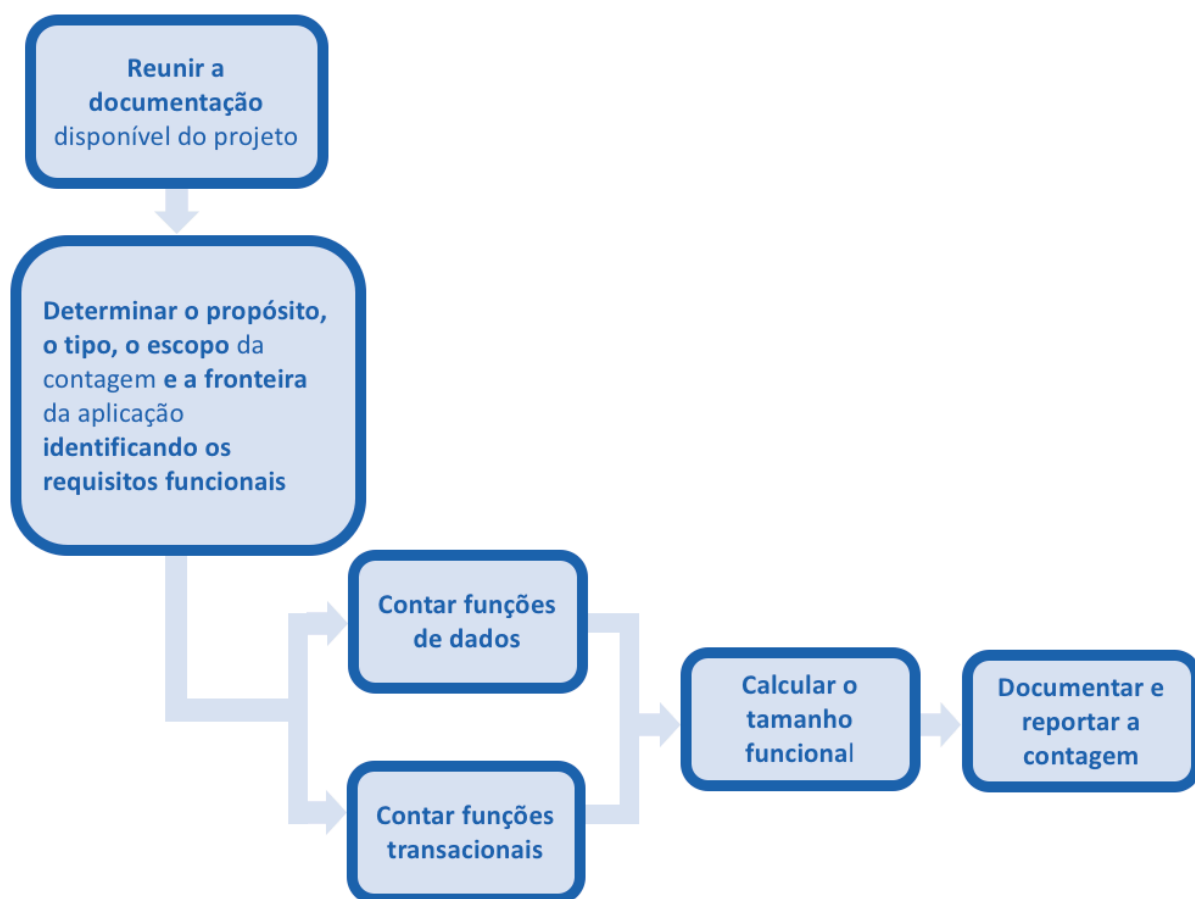 Reunir a
documentação
disponível do projeto
Determinar o propósito,
o tipo, o escopo da
contagem e a fronteira
da aplicação
identificando os
requisitos funcionais
Contar funções
de dados
Contar funções
transacionais
Calcular o
tamanho
funcional
Documentar e
reportar a
contagem